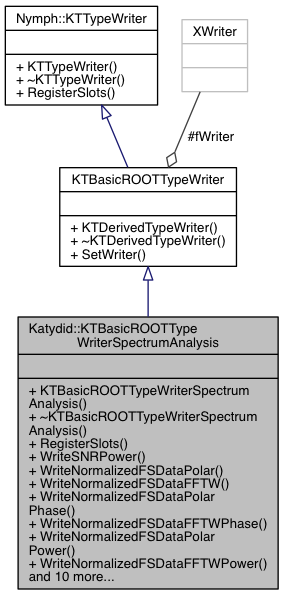 Nymph::KTTypeWriter
+ KTTypeWriter()
+ ~KTTypeWriter()
+ RegisterSlots()
XWriter
#fWriter
KTBasicROOTTypeWriter
+ KTDerivedTypeWriter()
+ ~KTDerivedTypeWriter()
+ SetWriter()
Katydid::KTBasicROOTType
WriterSpectrumAnalysis
+ KTBasicROOTTypeWriterSpectrum
Analysis()
+ ~KTBasicROOTTypeWriterSpectrum
Analysis()
+ RegisterSlots()
+ WriteSNRPower()
+ WriteNormalizedFSDataPolar()
+ WriteNormalizedFSDataFFTW()
+ WriteNormalizedFSDataPolar
Phase()
+ WriteNormalizedFSDataFFTWPhase()
+ WriteNormalizedFSDataPolar
Power()
+ WriteNormalizedFSDataFFTWPower()
and 10 more...